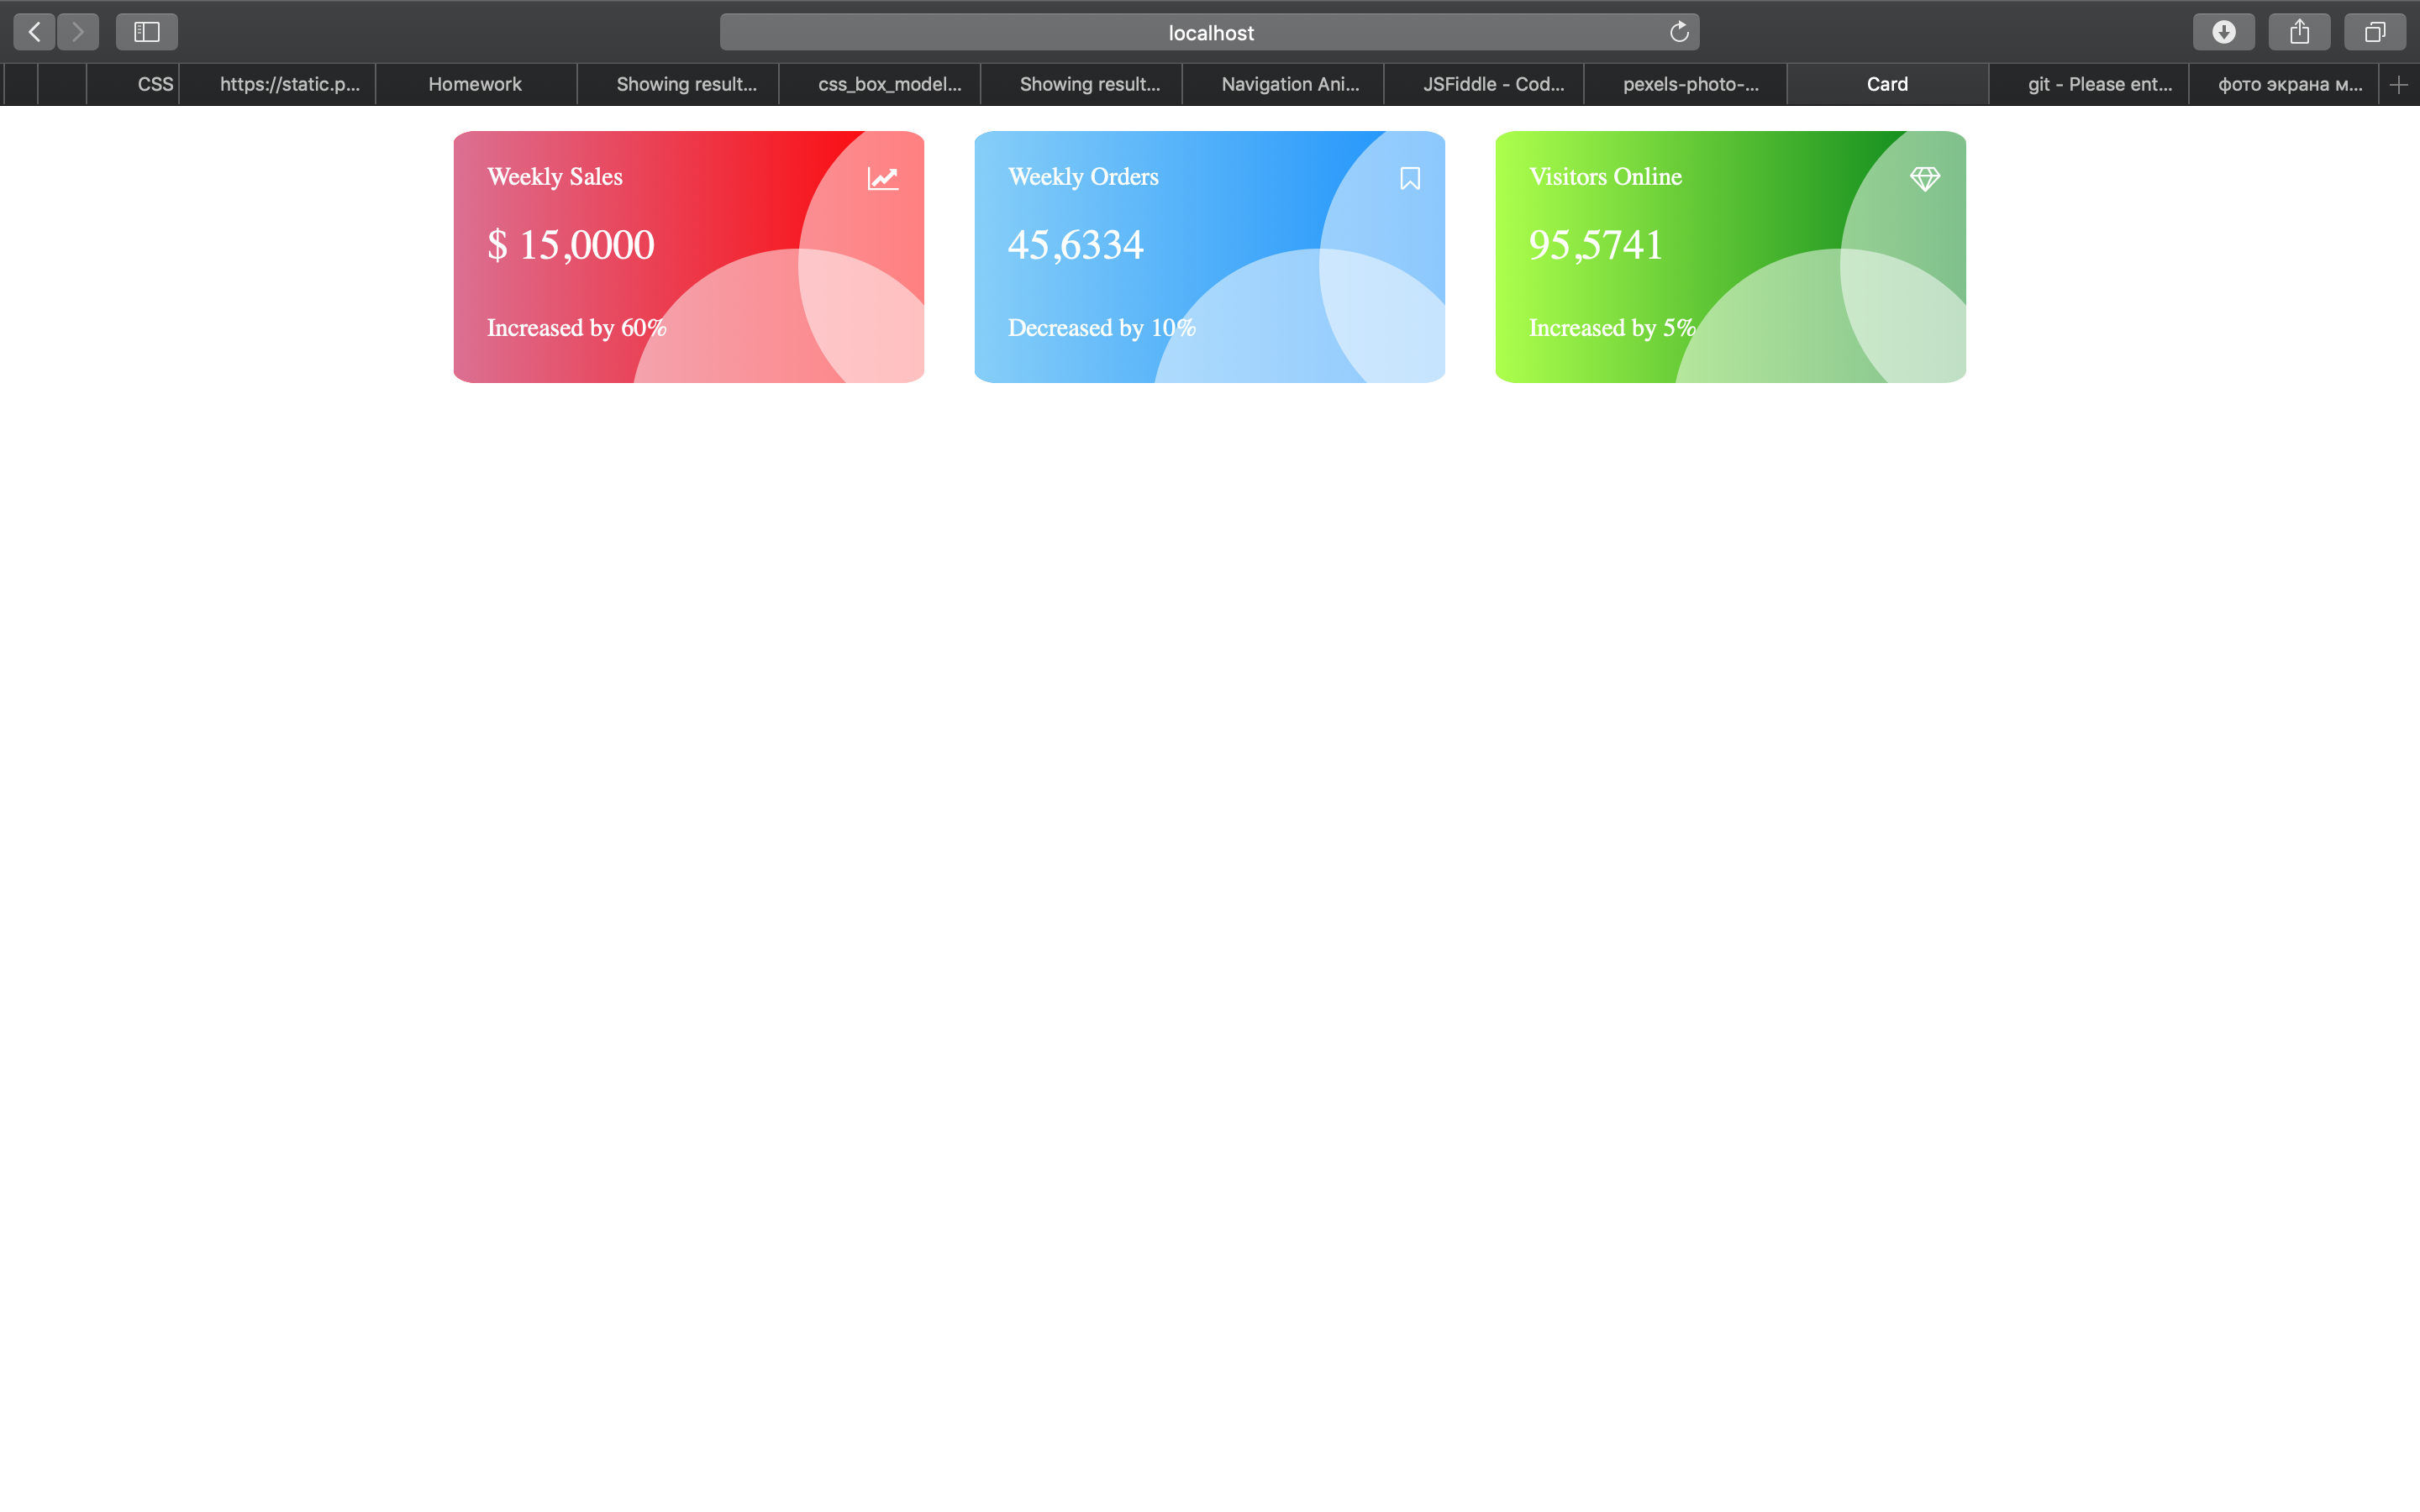 localhost
CSS
https://static.p...
Homework
Showing result...
css_box_model...
Showing result...
Navigation Ani...
JSFiddle - Cod...
pexels-photo-...
Card
git - Please ent...
фото экрана м...
Weekly Sales
$ 15,0000
Increased by 60%
Weekly Orders
45,6334
Decreased by 10%
Visitors Online
95,5741
Increased by 5%